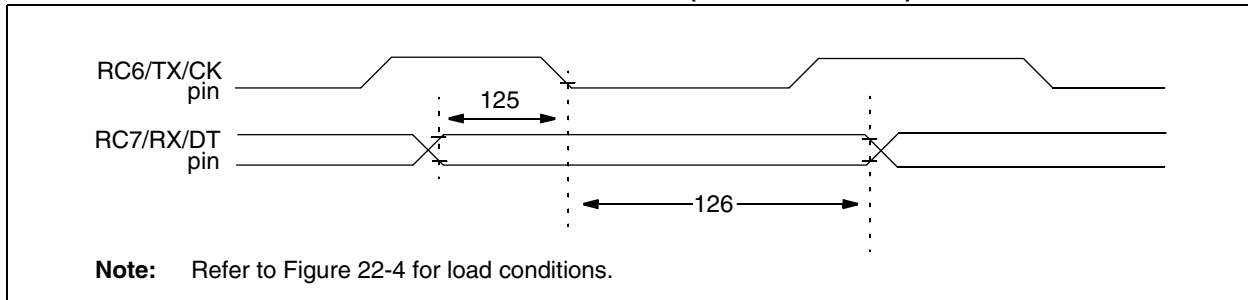 RC6/TX/CK
pin
125
RC7/RX/DT
pin
126
Note: Refer to Figure 22-4 for load conditions.